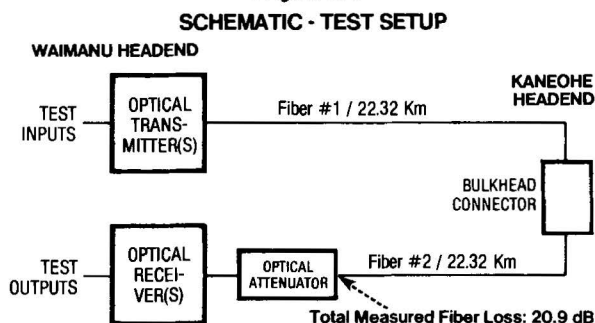 SCHEMATIC - TEST SETUP
WAIMANU HEADEND
KANEOHE
HEADEND
TEST
INPUTS
OPTICAL
TRANS-
MITTER(S)
Fiber #1 / 22.32 Km
BULKHEAD
CONNECTOR
TEST
OUTPUTS
OPTICAL
RECEI-
VER(S)
OPTICAL
ATTENUATOR
Fiber #2 / 22.32 Km
Total Measured Fiber Loss: 20.9 dB